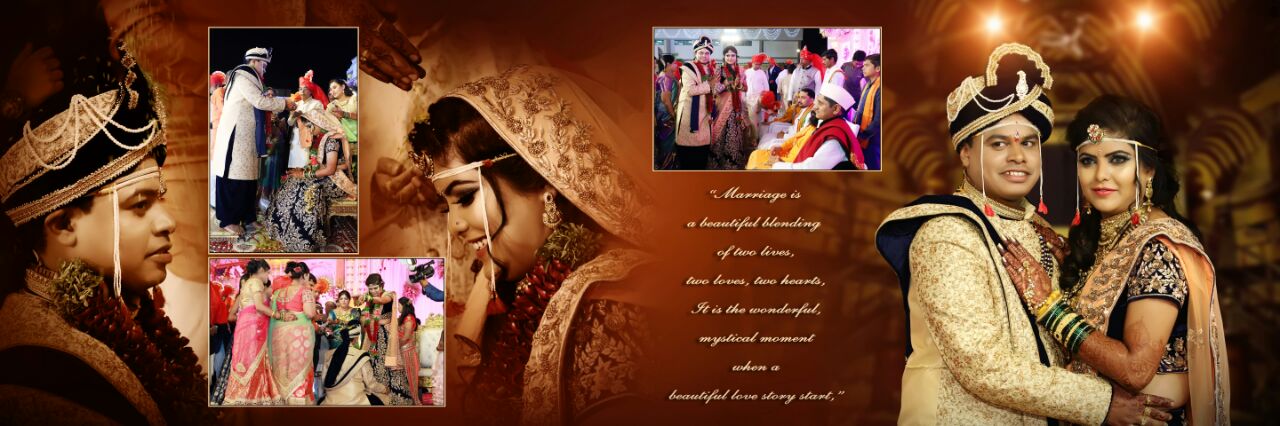 “Marriage is
a beautiful blending
of two lives,
two loves, two hearts,
It is the wonderful,
mystical moment
when a
beautiful love story start,”